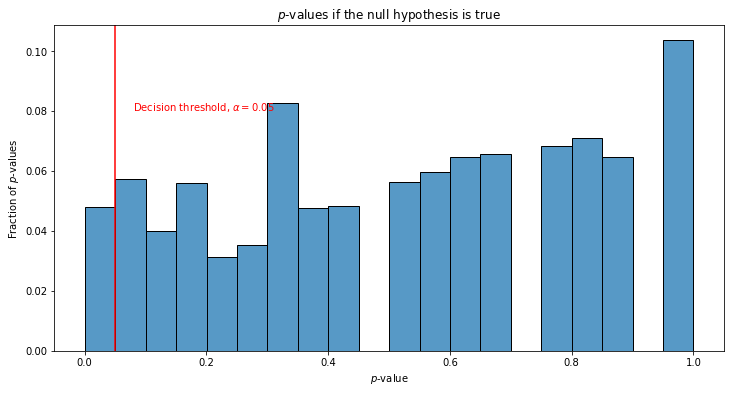 p-values if the null hypothesis is true
0.10
0.08
0.06
0.04
0.02
0.00
Fraction of p-values
Decision threshold, α = 0.05
0.0 0.2 0.4 0.6 0.8 1.0
p-value